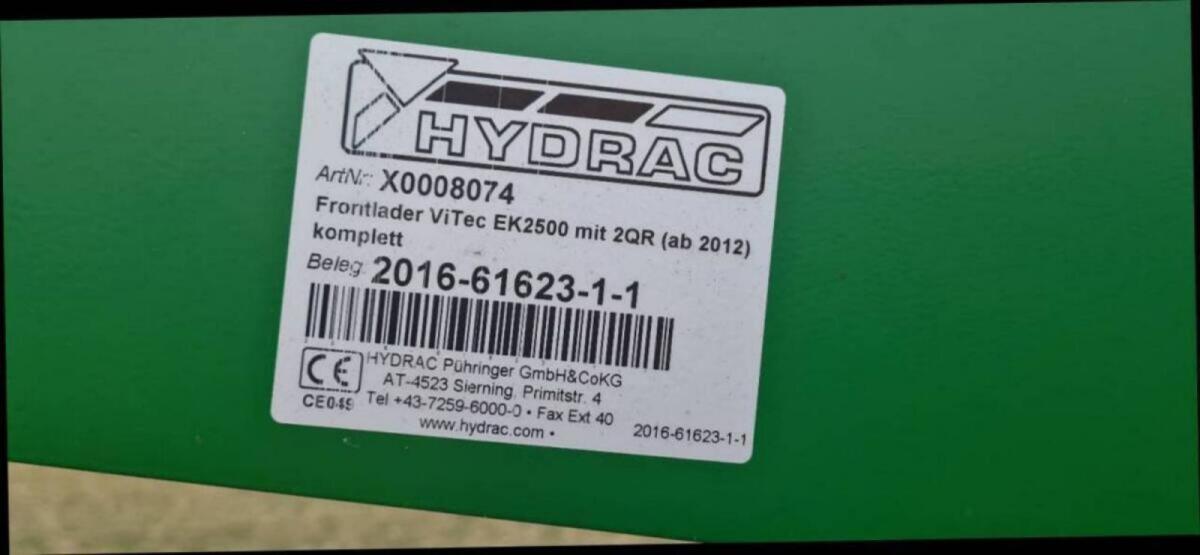 HYDRAC
ArtNr: X0008074
Frontlader ViTec EK2500 mit 2QR (ab 2012)
komplett
Beleg: 2016-61623-1-1
CE HYDRAC Pühringer GmbH&CoKG
AT-4523 Sierning, Primitstr. 4
CE049 Tel +43-7259-6000-0 • Fax Ext 40
www.hydrac.com •
2016-61623-1-1